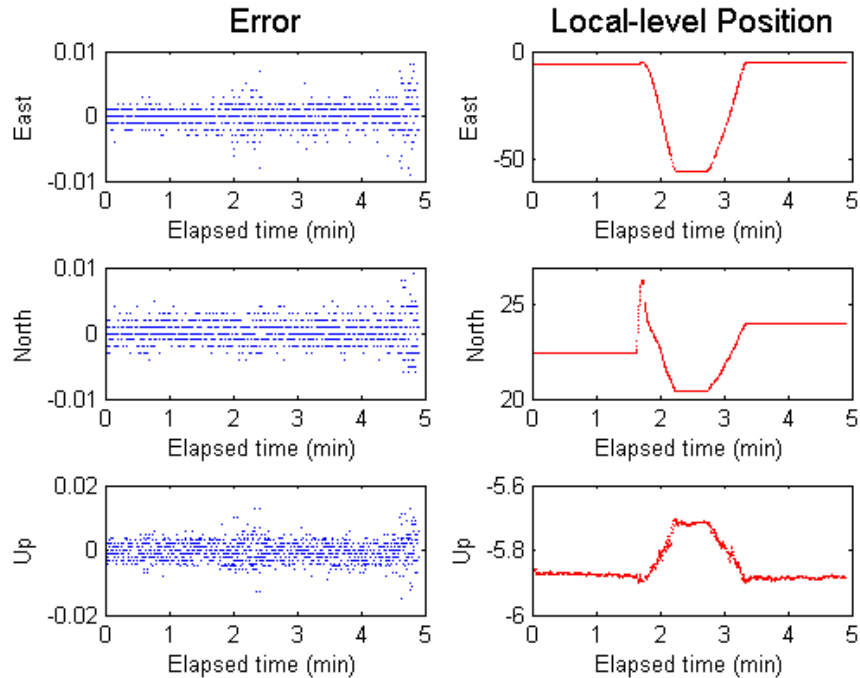 Error
Local-level Position
0.01
0
-0.01
East
0 1 2 3 4 5
Elapsed time (min)
0
-50
East
0 1 2 3 4 5
Elapsed time (min)
0.01
0
-0.01
North
0 1 2 3 4 5
Elapsed time (min)
25
20
North
0 1 2 3 4 5
Elapsed time (min)
0.02
0
-0.02
Up
0 1 2 3 4 5
Elapsed time (min)
-5.6
-5.8
-6
Up
0 1 2 3 4 5
Elapsed time (min)